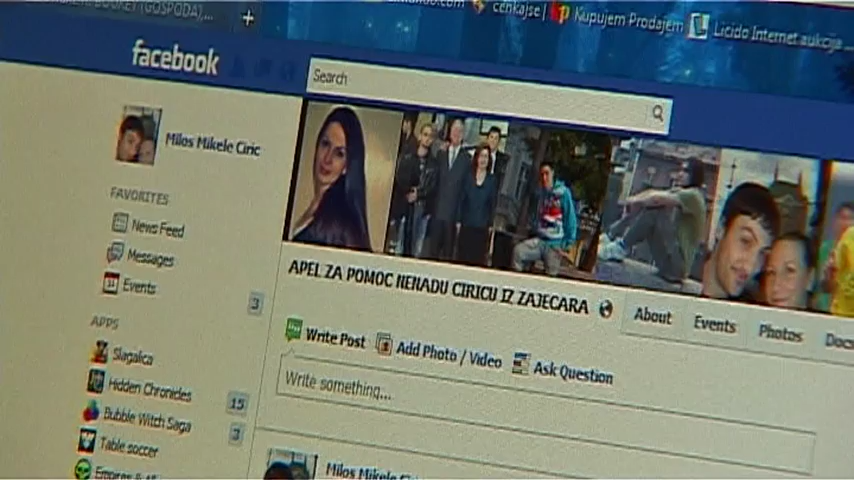 (GOSPODA),...
cenkajse |
Kupujem Prodajem
Licido Internet aukcija ...
facebook
Search
Milos Mikele Ciric
FAVORITES
News Feed
Messages
Events
3
APPS
Slagalica
Hidden Chronicles
15
Bubble Witch Saga
3
Table soccer
APEL ZA POMOC NENADU CIRICU IZ ZAJECARA
About
Events
Photos
Write Post
Add Photo / Video
Ask Question
Write something...
Milos Mikele